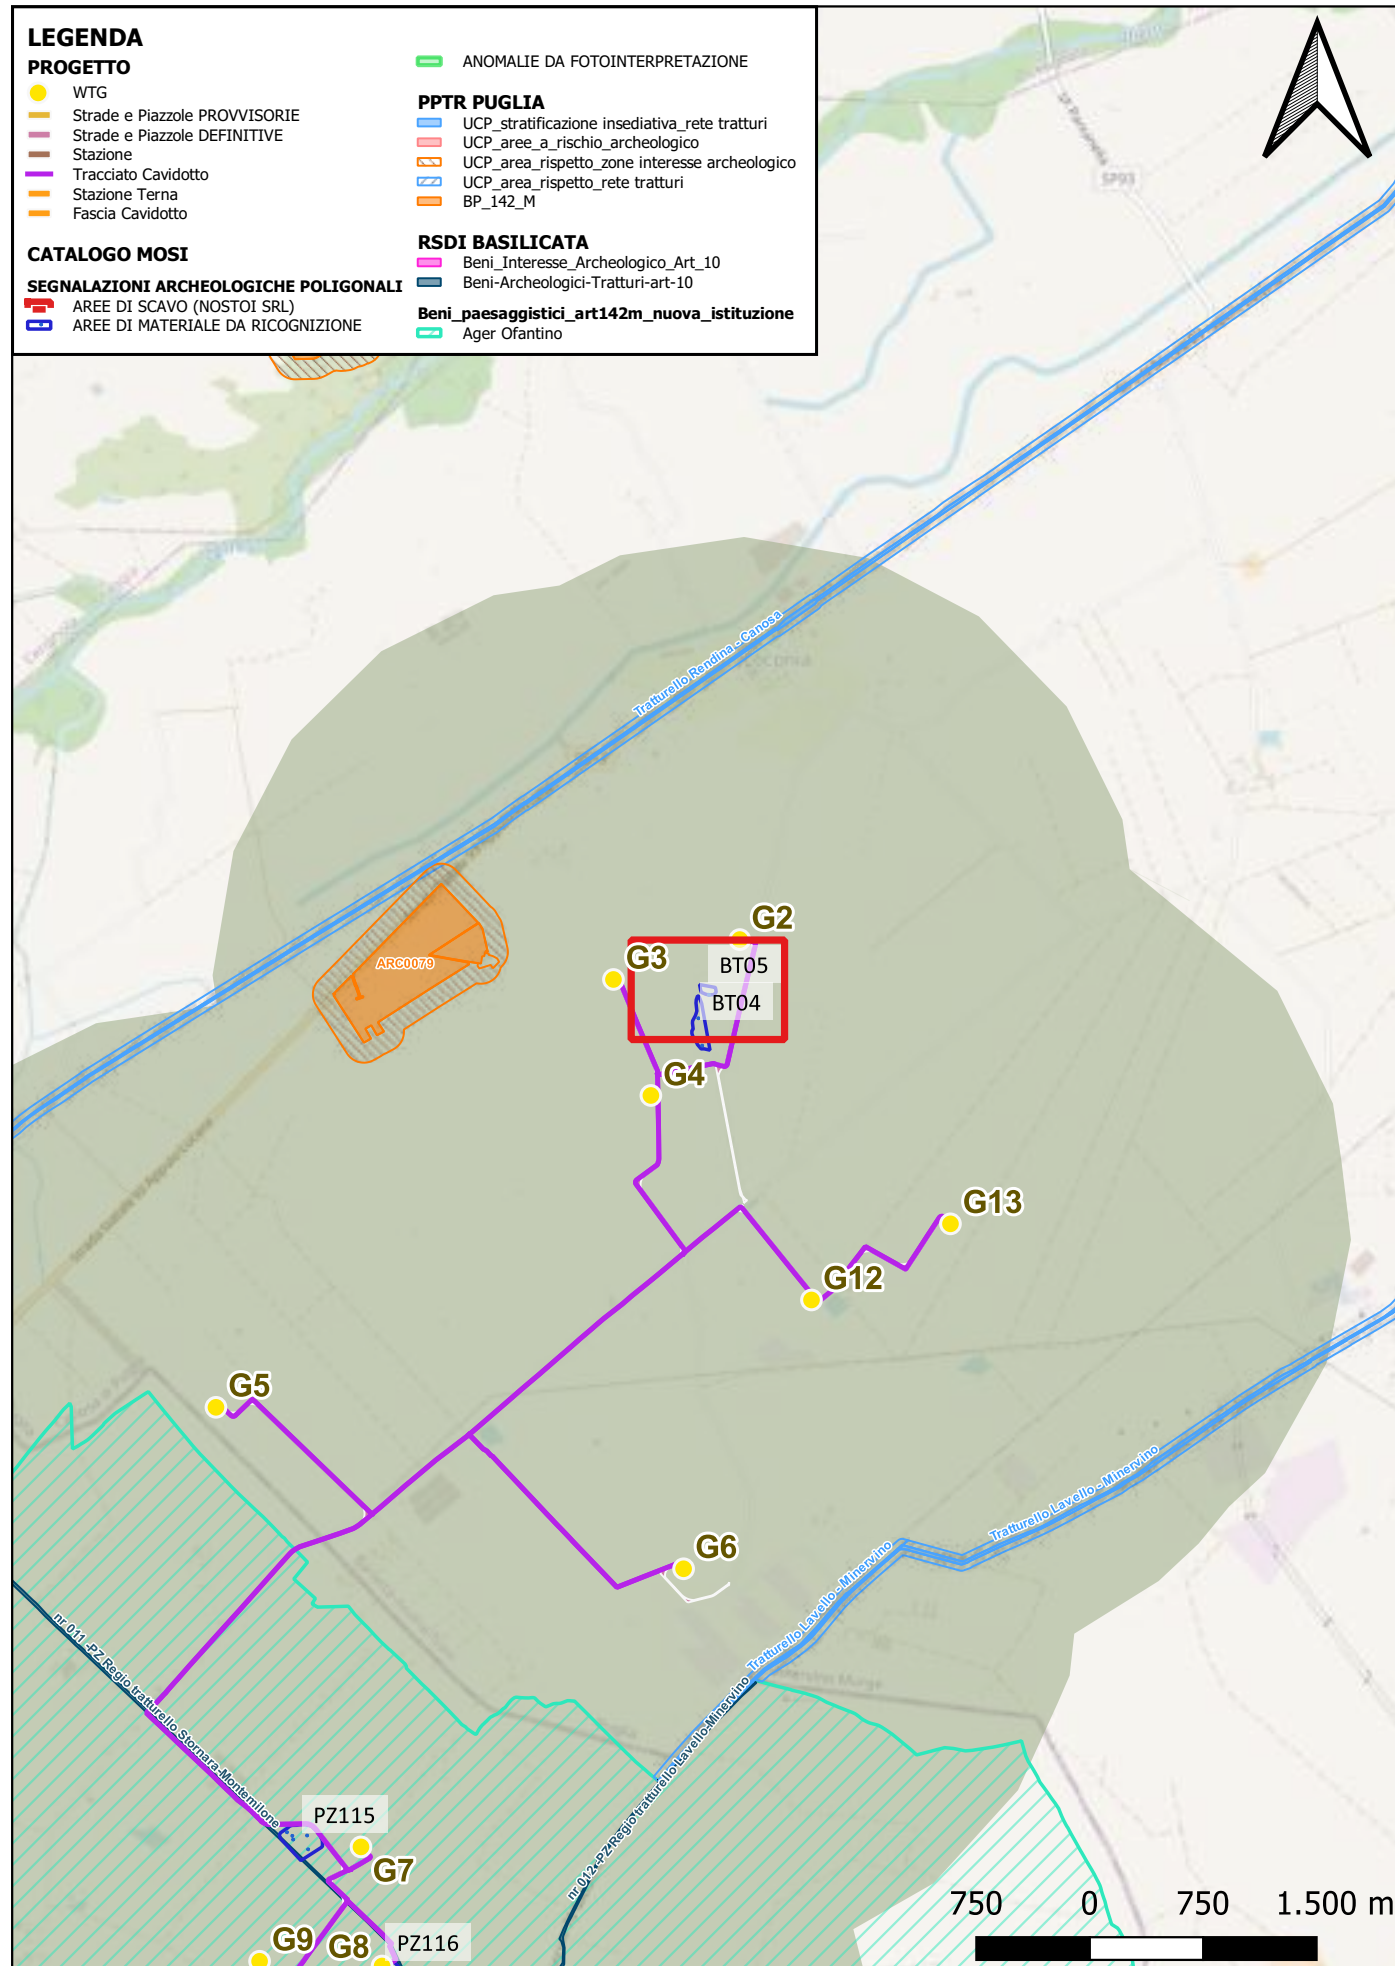 LEGENDA
PROGETTO
WTG
Strade e Piazzole PROVVISORIE
Strade e Piazzole DEFINITIVE
Stazione
Tracciato Cavidotto
Stazione Terna
Fascia Cavidotto
CATALOGO MOSI
SEGNALAZIONI ARCHEOLOGICHE POLIGONALI
AREE DI SCAVO (NOSTOI SRL)
AREE DI MATERIALE DA RICOGNIZIONE
ANOMALIE DA FOTOINTERPRETAZIONE
PPTR PUGLIA
UCP_stratificazione insediativa_rete tratturi
UCP_aree_a_rischio_archeologico
UCP_area_rispetto_zone interesse archeologico
UCP_area_rispetto_rete tratturi
BP_142_M
RSDI BASILICATA
Beni_Interesse_Archeologico_Art_10
Beni-Archeologici-Tratturi-art-10
Beni_paesaggistici_art142m_nuova_istituzione
Ager Ofantino
SP93
Tratturello Rendina - Canosa
Loconia
ARC0079
G2
G3
BT05
BT04
G4
G13
G12
G5
G6
Tratturello Lavello - Minervino
Tratturello Lavello - Minervino
nr 011 -PZ Regio tratturello Stornara-Montemilone
nr 012 -PZ Regio tratturello Lavello-Minervino
PZ115
G7
G9
G8
PZ116
750 0 750 1.500 m